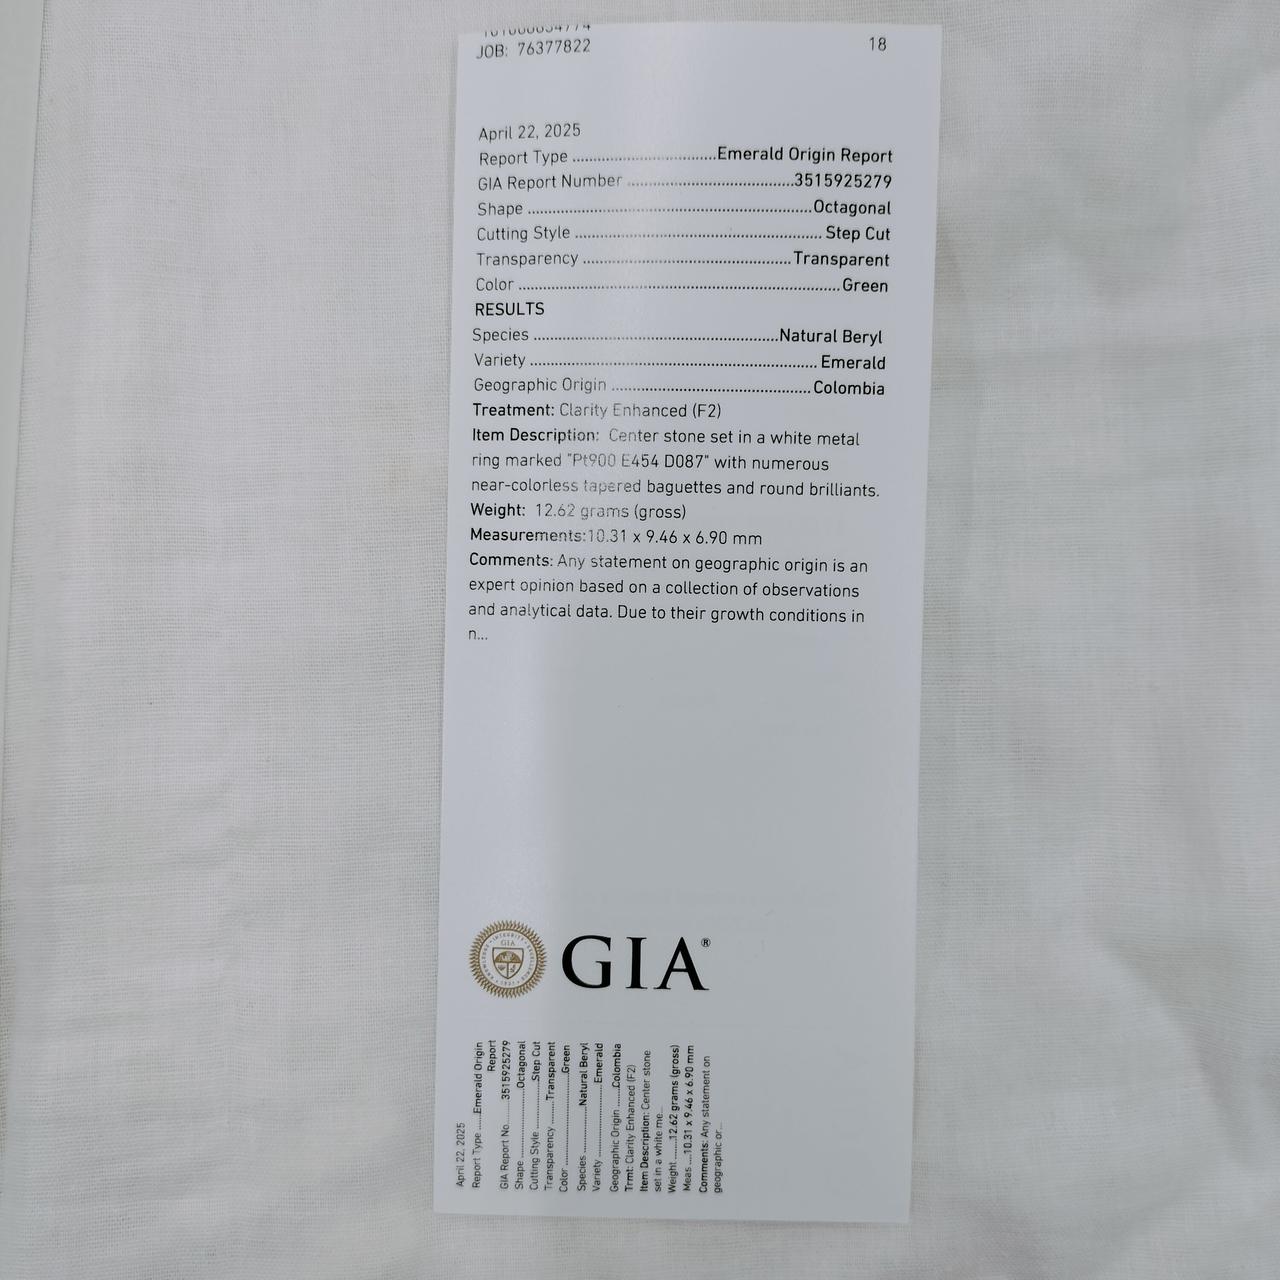 JOB: 76377822 18
April 22, 2025
Report Type ................................Emerald Origin Report
GIA Report Number .....................................3515925279
Shape ...............................................................Octagonal
Cutting Style ....................................................... Step Cut
Transparency ..............................................Transparent
Color .......................................................................Green
RESULTS
Species ......................................................Natural Beryl
Variety ............................................................... Emerald
Geographic Origin ............................................Colombia
Treatment: Clarity Enhanced (F2)
Item Description: Center stone set in a white metal
ring marked "Pt900 E454 D087" with numerous
near-colorless tapered baguettes and round brilliants.
Weight: 12.62 grams (gross)
Measurements:10.31 x 9.46 x 6.90 mm
Comments: Any statement on geographic origin is an
expert opinion based on a collection of observations
and analytical data. Due to their growth conditions in
n...
GIA
GIA®
April 22, 2025
Report Type ......Emerald Origin
Report
GIA Report No.........3515925279
Shape ......................Octagonal
Cutting Style ................Step Cut
Transparency ........Transparent
Color ..............................Green
Species ................Natural Beryl
Variety .........................Emerald
Geographic Origin .......Colombia
Trmt: Clarity Enhanced (F2)
Item Description: Center stone
set in a white me...
Weight ......12.62 grams (gross)
Meas ....10.31 x 9.46 x 6.90 mm
Comments: Any statement on
geographic or...